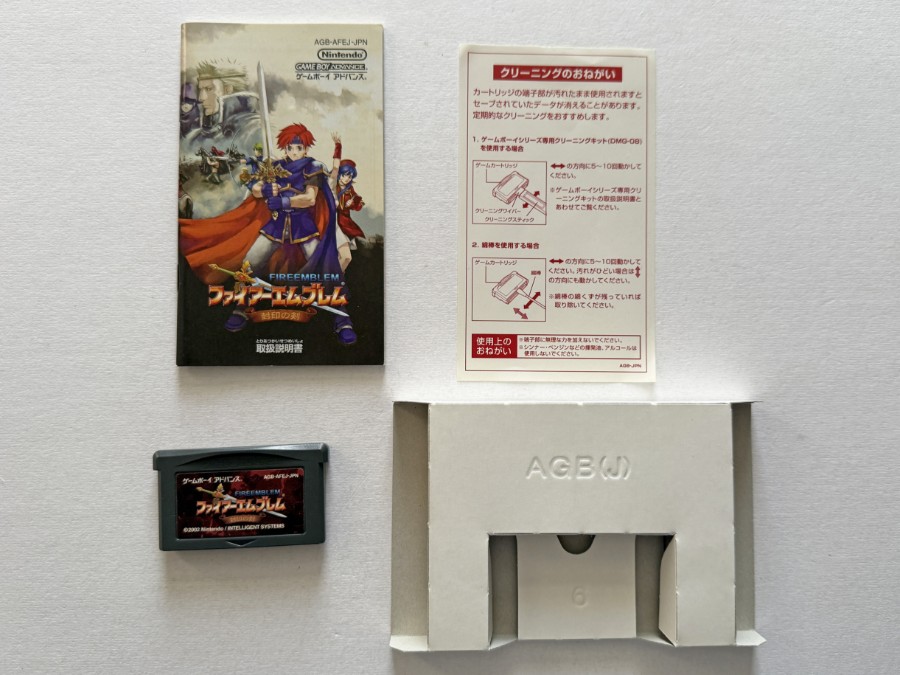 AGB-AFEJ-JPN
Nintendo
GAME BOY ADVANCE
ゲームボーイ アドバンス
FIREEMBLEM
ファイアーエムブレム
封印の剣
とりあつかいせつめいしょ
取扱説明書
クリーニングのおねがい
カートリッジの端子部が汚れたまま使用されますと
セーブされていたデータが消えることがあります。
定期的なクリーニングをおすすめします。
1. ゲームボーイシリーズ専用クリーニングキット(DMG-08)
を使用する場合
ゲームカートリッジ
クリーニングワイパー
クリーニングスティック
の方向に5~10回動かして
ください。
※ゲームボーイシリーズ専用クリ
ーニングキットの取扱説明書と
あわせてご覧ください。
2. 綿棒を使用する場合
ゲームカートリッジ
綿棒
の方向に5~10回動かして
ください。汚れがひどい場合は
の方向にも動かしてください。
※綿棒の綿くずが残っていれば
取り除いてください。
使用上の
おねがい
※端子部に無理な力を加えないでください。
※シンナー・ベンジンなどの揮発油、アルコールは
使用しないでください。
AGB-JPN
ゲームボーイ アドバンス
AGB-AFEJ-JPN
FIREEMBLEM
ファイアーエムブレム
封印の剣
©2002 Nintendo / INTELLIGENT SYSTEMS
AGB(J)
6